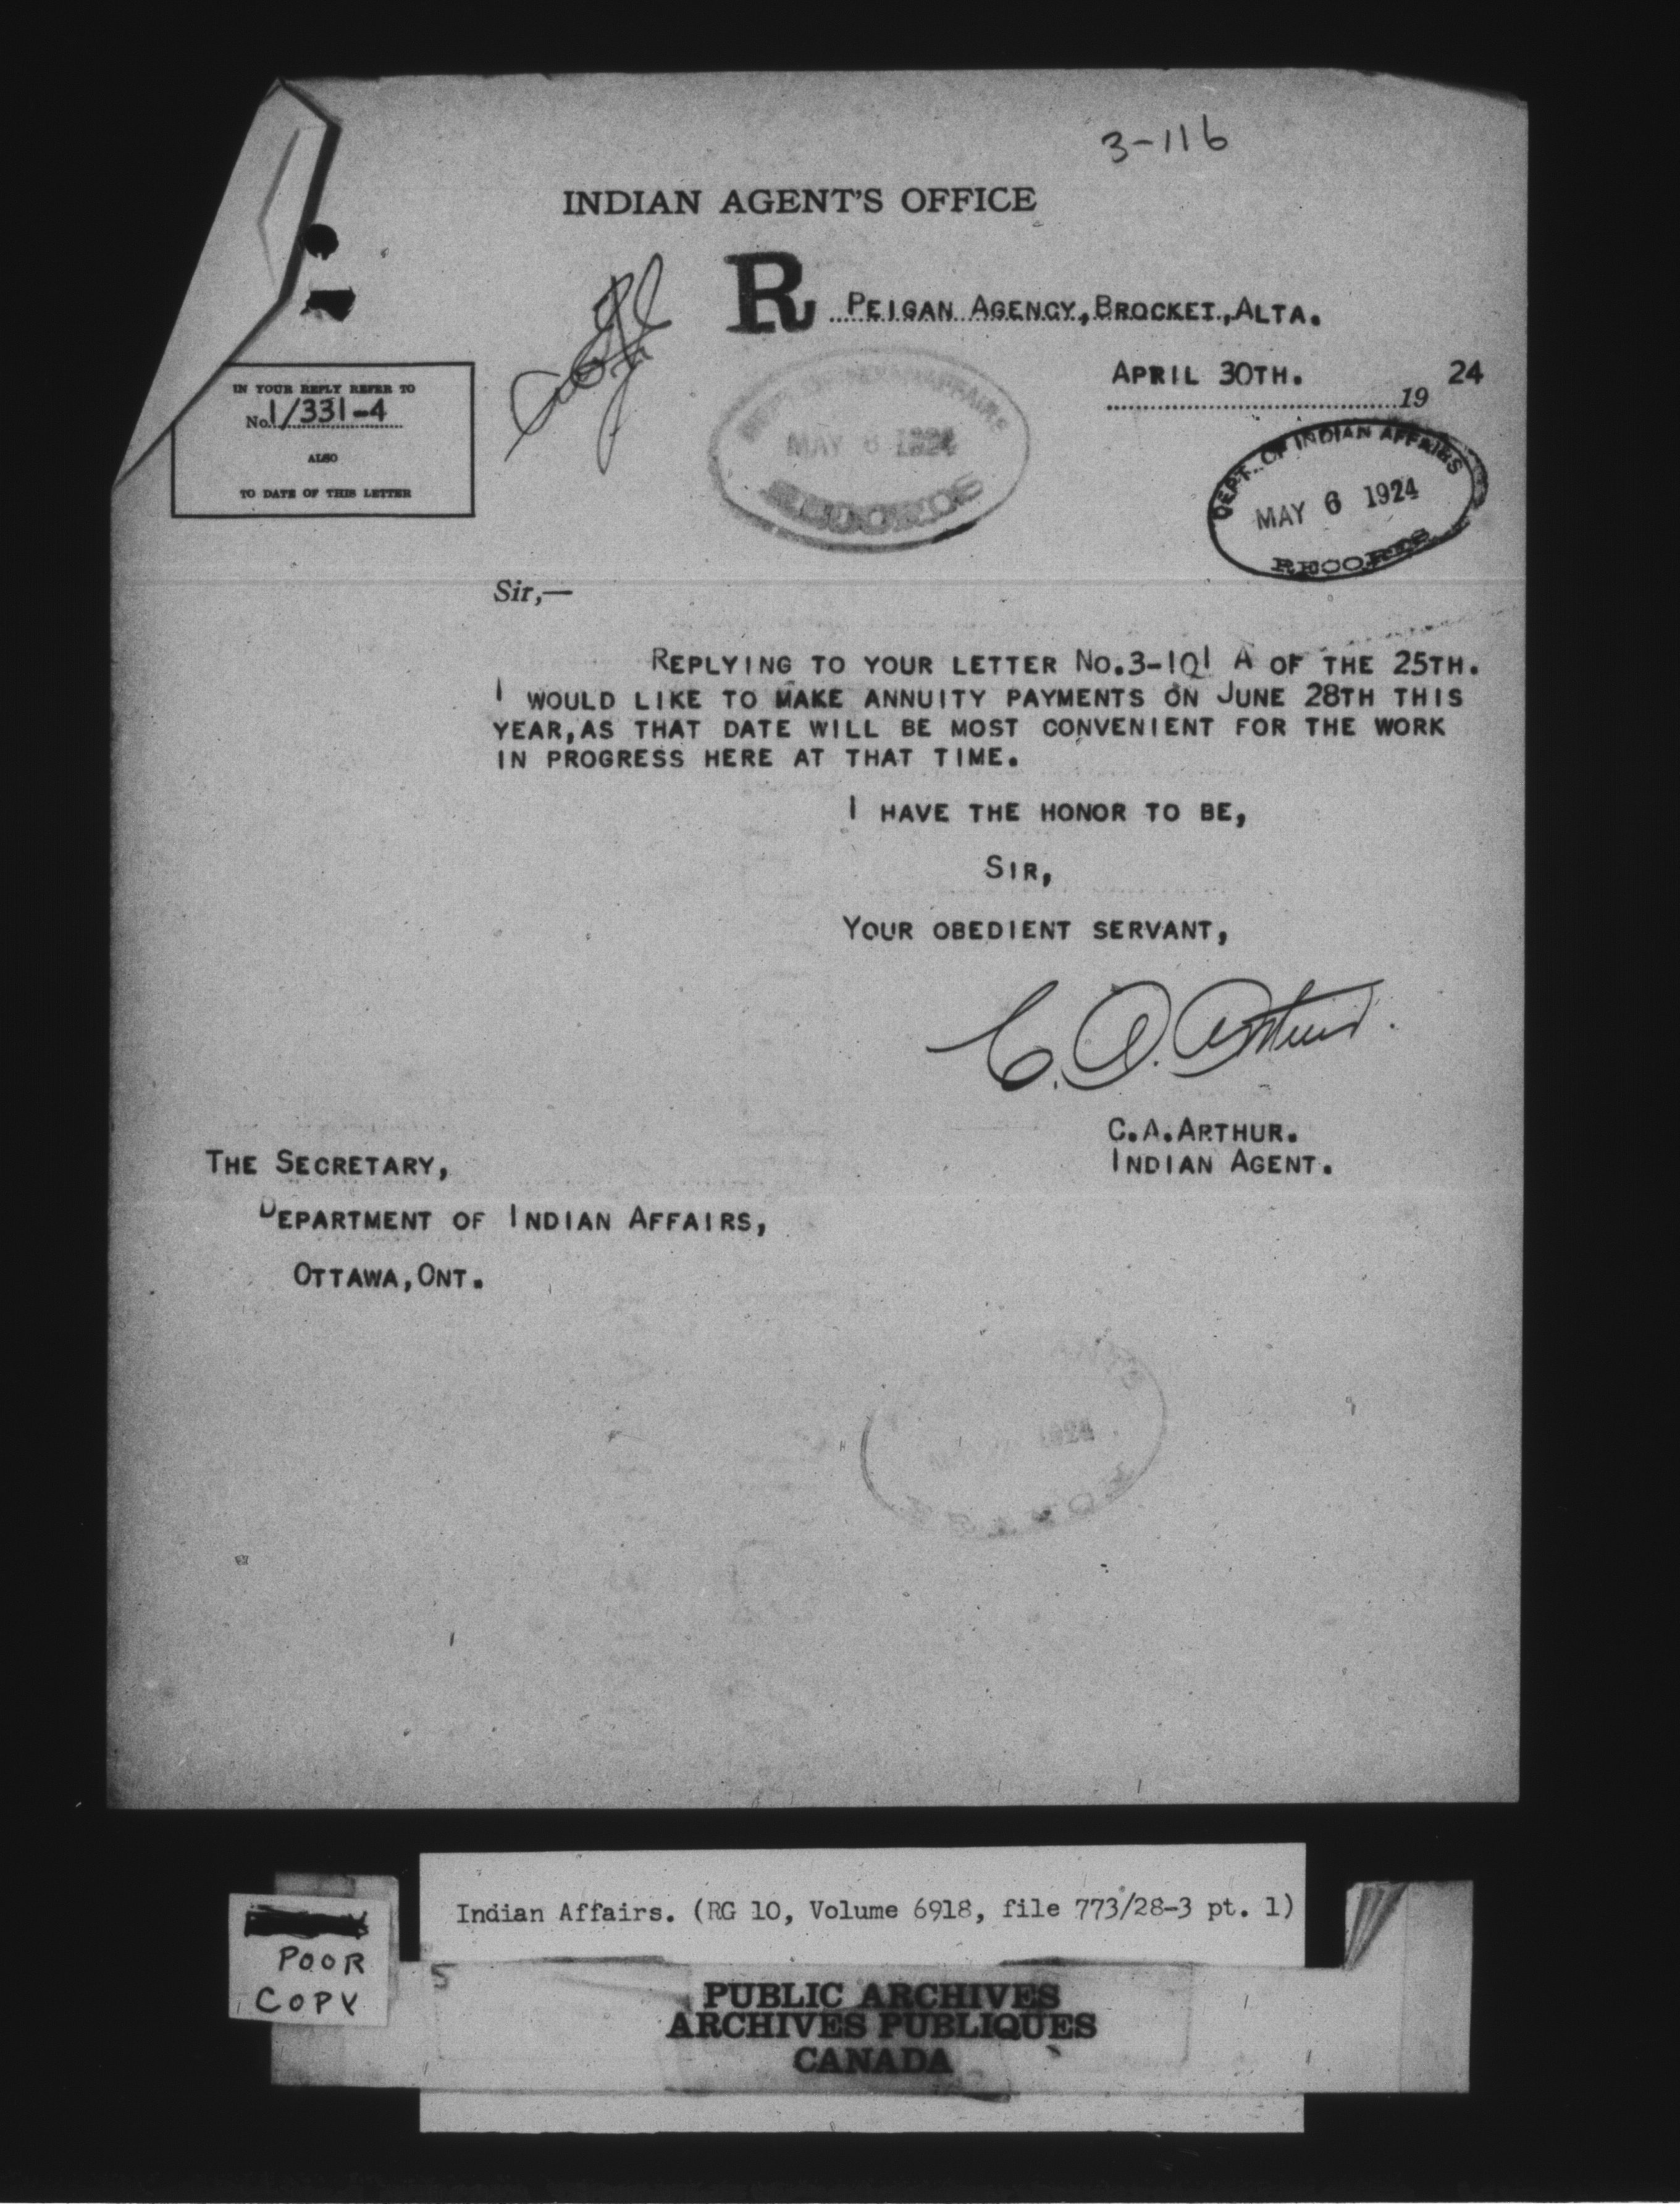 3-116
INDIAN AGENT'S OFFICE
R PEIGAN AGENCY, BROCKET, ALTA.
APRIL 30TH. 1924
IN YOUR REPLY REFER TO
No. 1/331-4
ALSO
TO DATE OF THIS LETTER
MAY 6 1924
RECORDS
DEPT. OF INDIAN AFFAIRS
MAY 6 1924
RECORDS
Sir,—
REPLYING TO YOUR LETTER NO.3-101 A OF THE 25TH.
I WOULD LIKE TO MAKE ANNUITY PAYMENTS ON JUNE 28TH THIS
YEAR,AS THAT DATE WILL BE MOST CONVENIENT FOR THE WORK
IN PROGRESS HERE AT THAT TIME.
I HAVE THE HONOR TO BE,
SIR,
YOUR OBEDIENT SERVANT,
C. A. Arthur.
C.A.ARTHUR.
INDIAN AGENT.
THE SECRETARY,
DEPARTMENT OF INDIAN AFFAIRS,
OTTAWA,ONT.
1924
Indian Affairs. (RG 10, Volume 6918, file 773/28-3 pt. 1)
POOR
COPY
5
PUBLIC ARCHIVES
ARCHIVES PUBLIQUES
CANADA